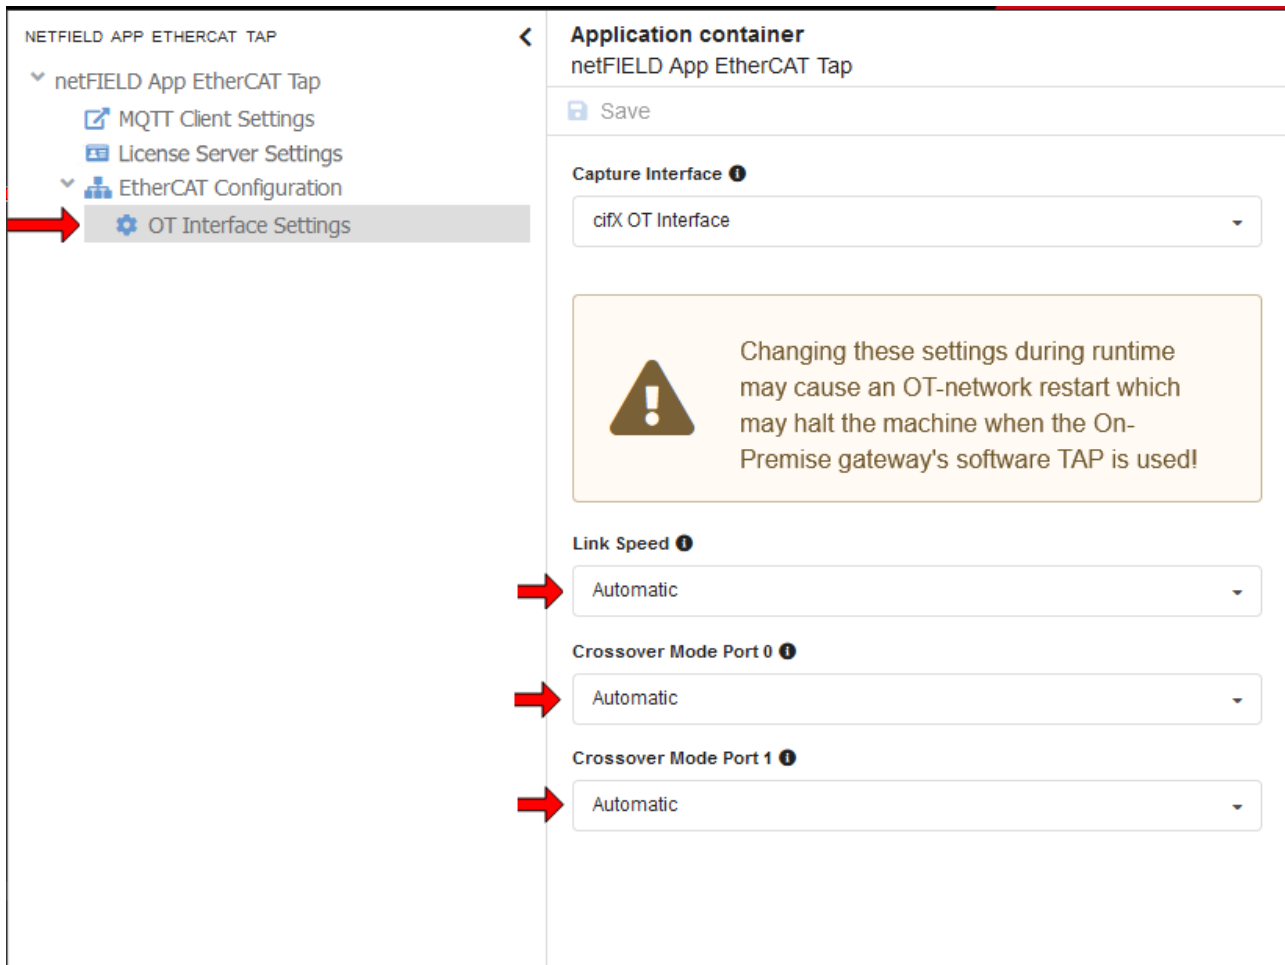 NETFIELD APP ETHERCAT TAP
netFIELD App EtherCAT Tap
MQTT Client Settings
License Server Settings
EtherCAT Configuration
OT Interface Settings
Application container
netFIELD App EtherCAT Tap
Save
Capture Interface
cifX OT Interface
Changing these settings during runtime
may cause an OT-network restart which
may halt the machine when the On-
Premise gateway's software TAP is used!
Link Speed
Automatic
Crossover Mode Port 0
Automatic
Crossover Mode Port 1
Automatic